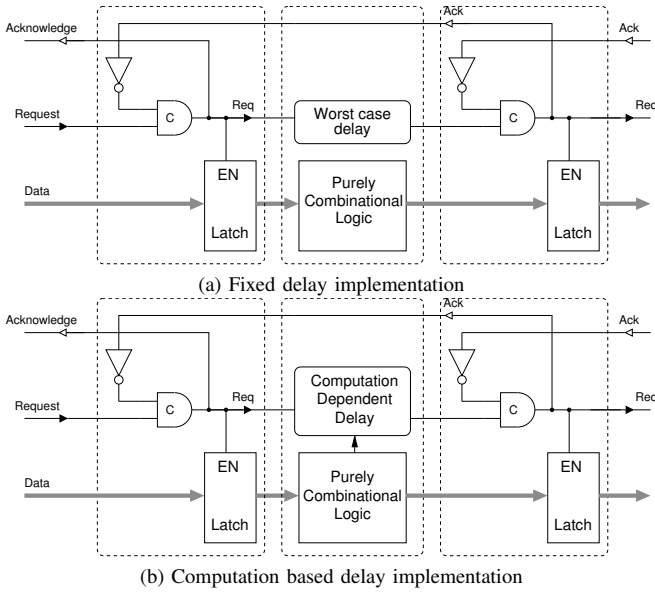 Ack
Ack
Acknowledge
Request
C
Req
Worst case
delay
C
Req
Data
EN
Latch
Purely
Combinational
Logic
EN
Latch
(a) Fixed delay implementation
Ack
Ack
Acknowledge
Request
C
Req
Computation
Dependent
Delay
C
Req
Data
EN
Latch
Purely
Combinational
Logic
EN
Latch
(b) Computation based delay implementation